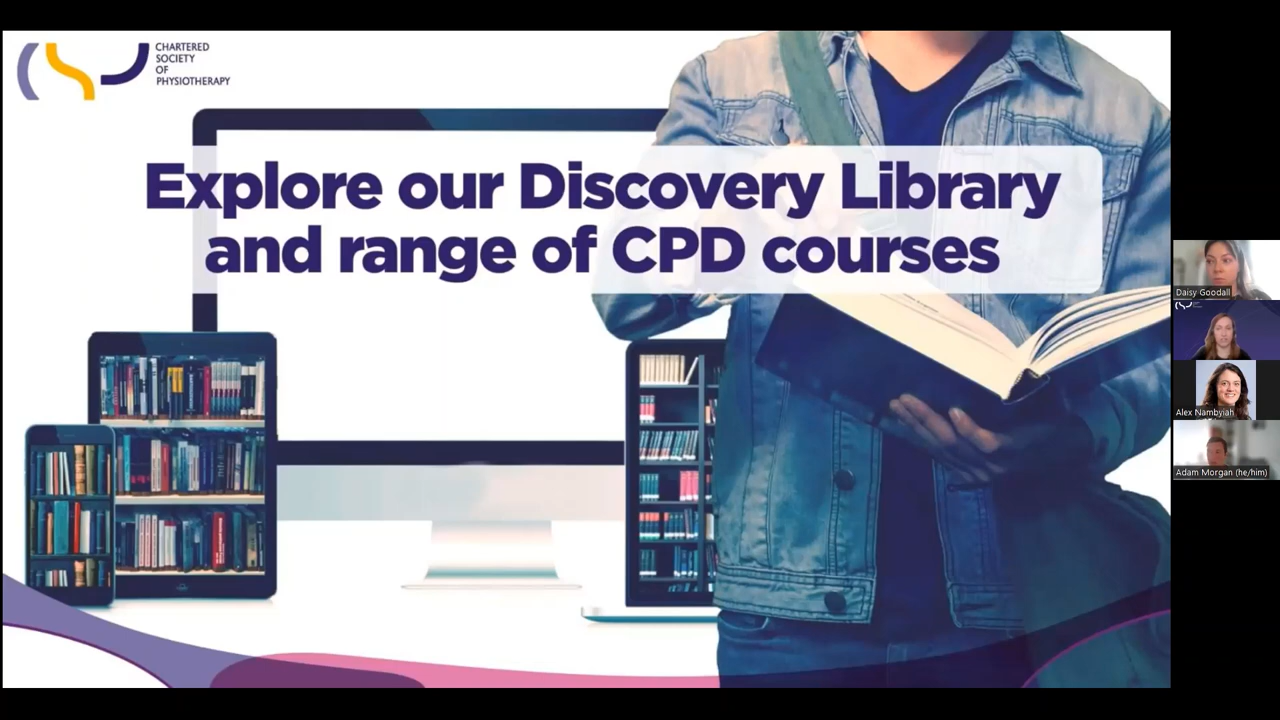 CHARTERED
SOCIETY
OF
PHYSIOTHERAPY
Explore our Discovery Library
and range of CPD courses
Daisy Goodall
Alex Nambyiah
Adam Morgan (he/him)